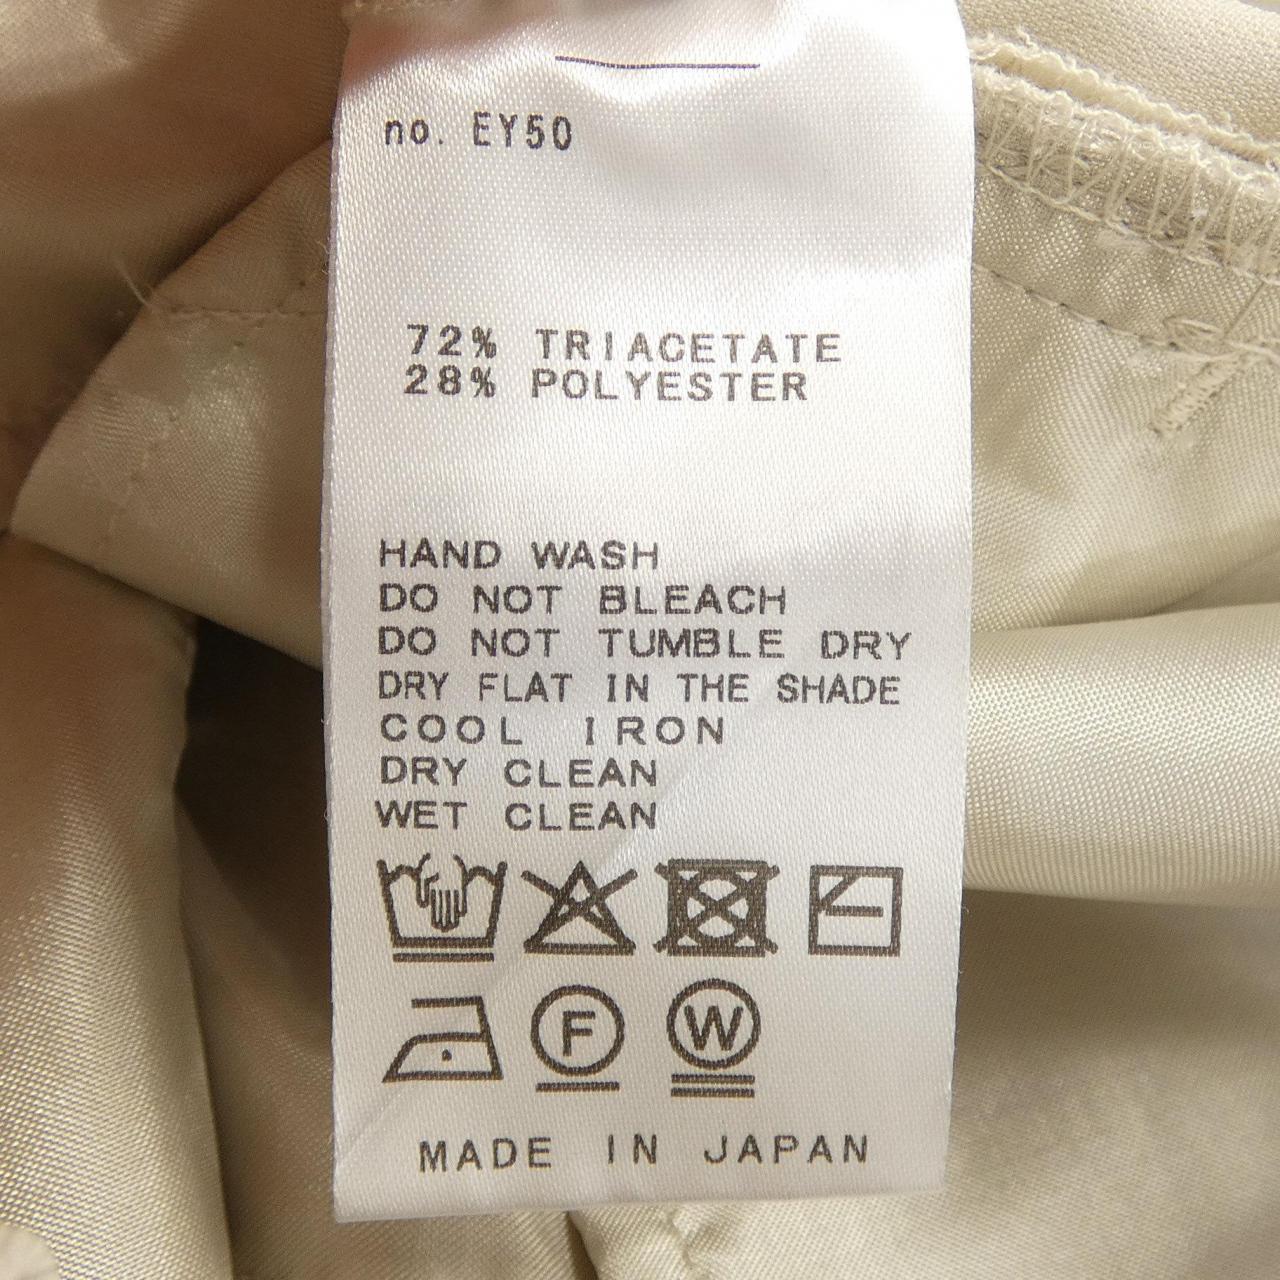 no. EY50
72% TRIACETATE
28% POLYESTER
HAND WASH
DO NOT BLEACH
DO NOT TUMBLE DRY
DRY FLAT IN THE SHADE
COOL IRON
DRY CLEAN
WET CLEAN
F W
MADE IN JAPAN